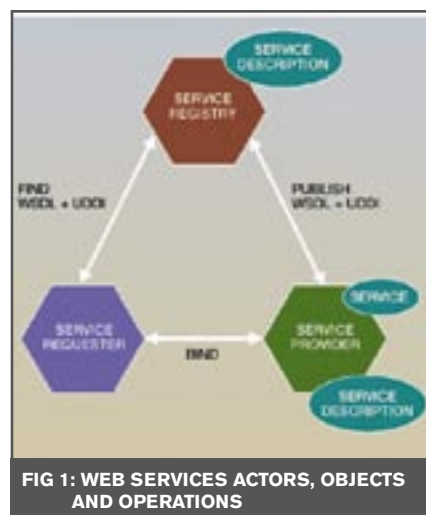 SERVICE
DESCRIPTION
SERVICE
REGISTRY
FIND
WSDL + UDDI
PUBLISH
WSDL + UDDI
SERVICE
SERVICE
REQUESTER
BIND
SERVICE
PROVIDER
SERVICE
DESCRIPTION
FIG 1: WEB SERVICES ACTORS, OBJECTS
AND OPERATIONS